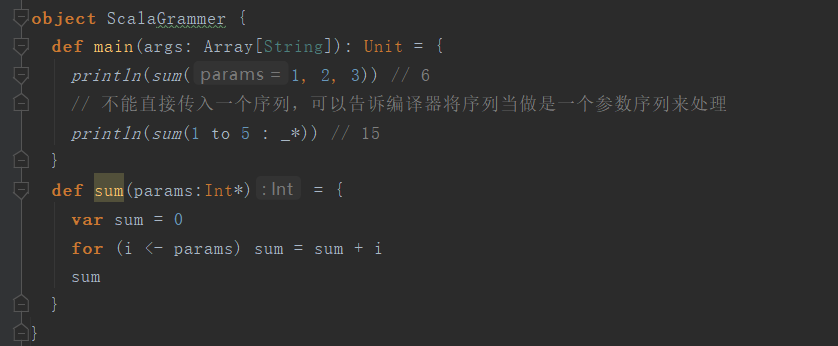 object ScalaGrammer {
  def main(args: Array[String]): Unit = {
    println(sum( params = 1, 2, 3)) // 6
    // 不能直接传入一个序列，可以告诉编译器将序列当做是一个参数序列来处理
    println(sum(1 to 5 : _*)) // 15
  }
  def sum(params:Int*) :Int = {
    var sum = 0
    for (i <- params) sum = sum + i
    sum
  }
}